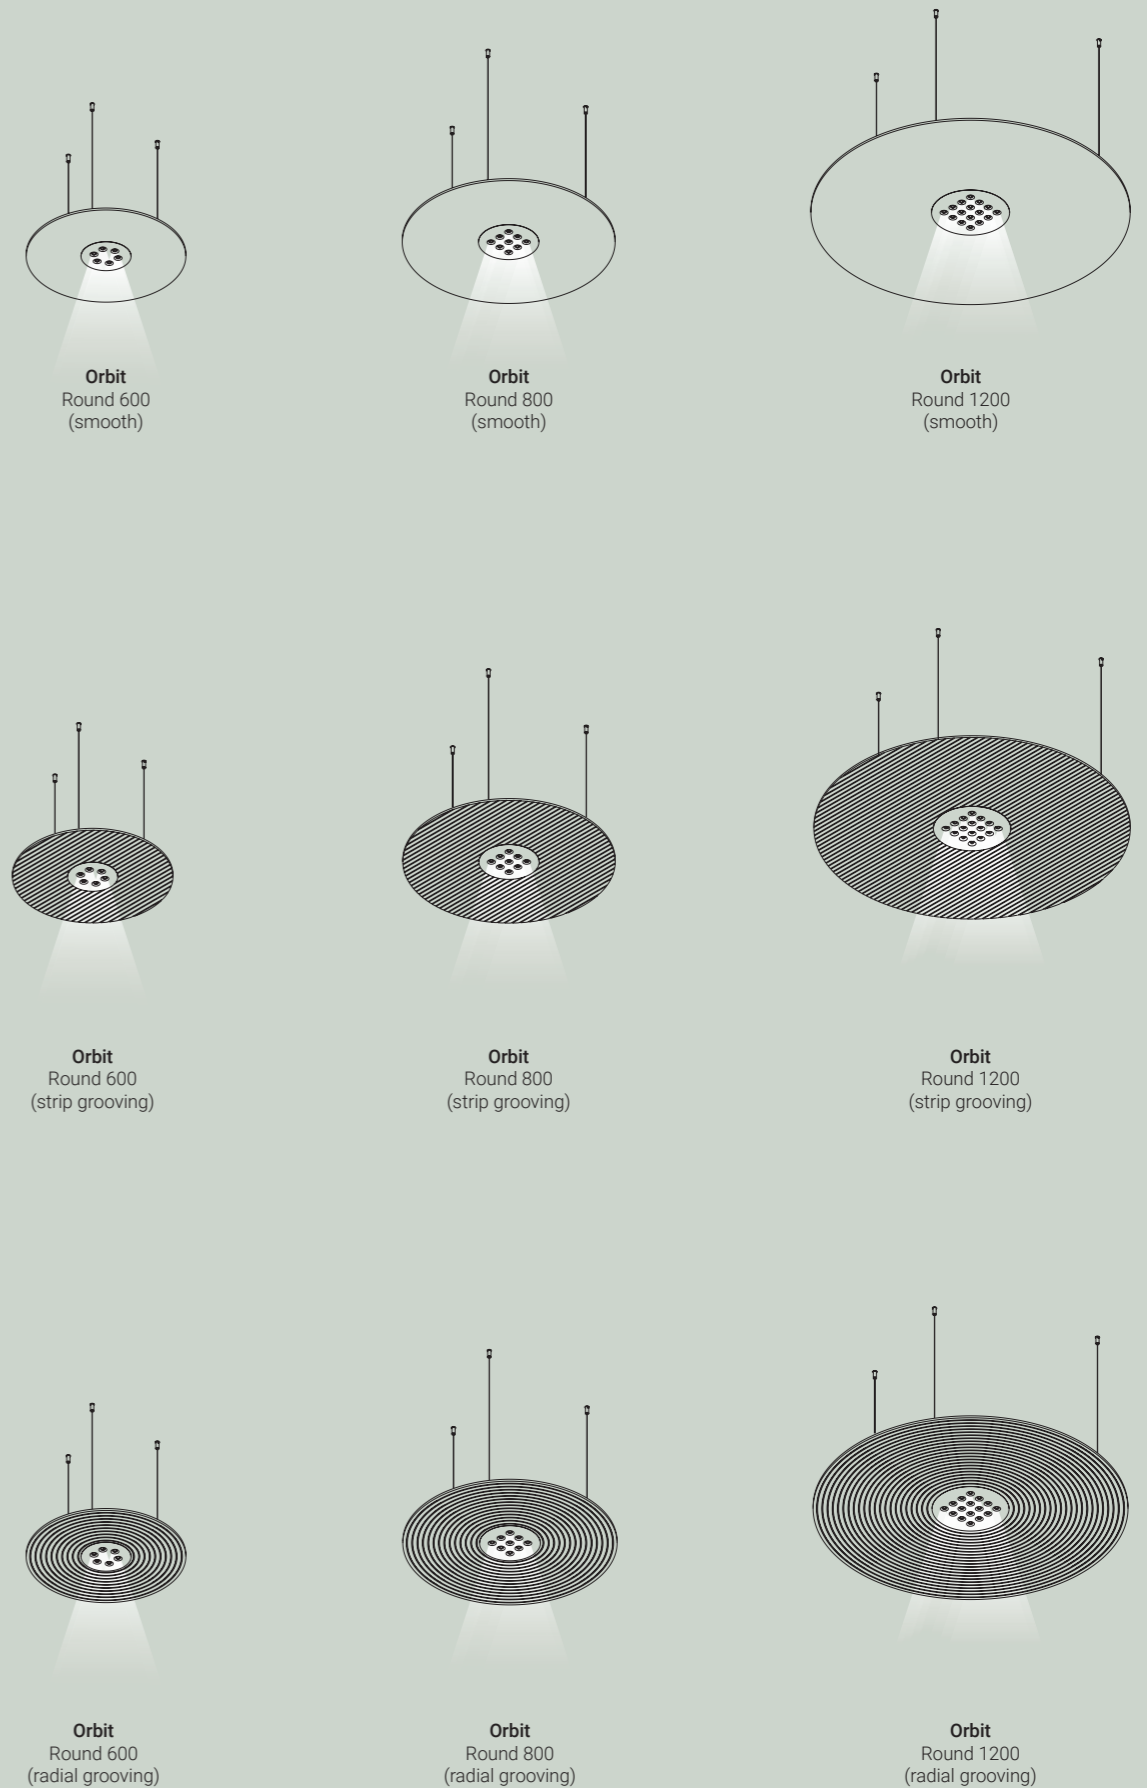 Orbit
Round 600
(smooth)
Orbit
Round 800
(smooth)
Orbit
Round 1200
(smooth)
Orbit
Round 600
(strip grooving)
Orbit
Round 800
(strip grooving)
Orbit
Round 1200
(strip grooving)
Orbit
Round 600
(radial grooving)
Orbit
Round 800
(radial grooving)
Orbit
Round 1200
(radial grooving)